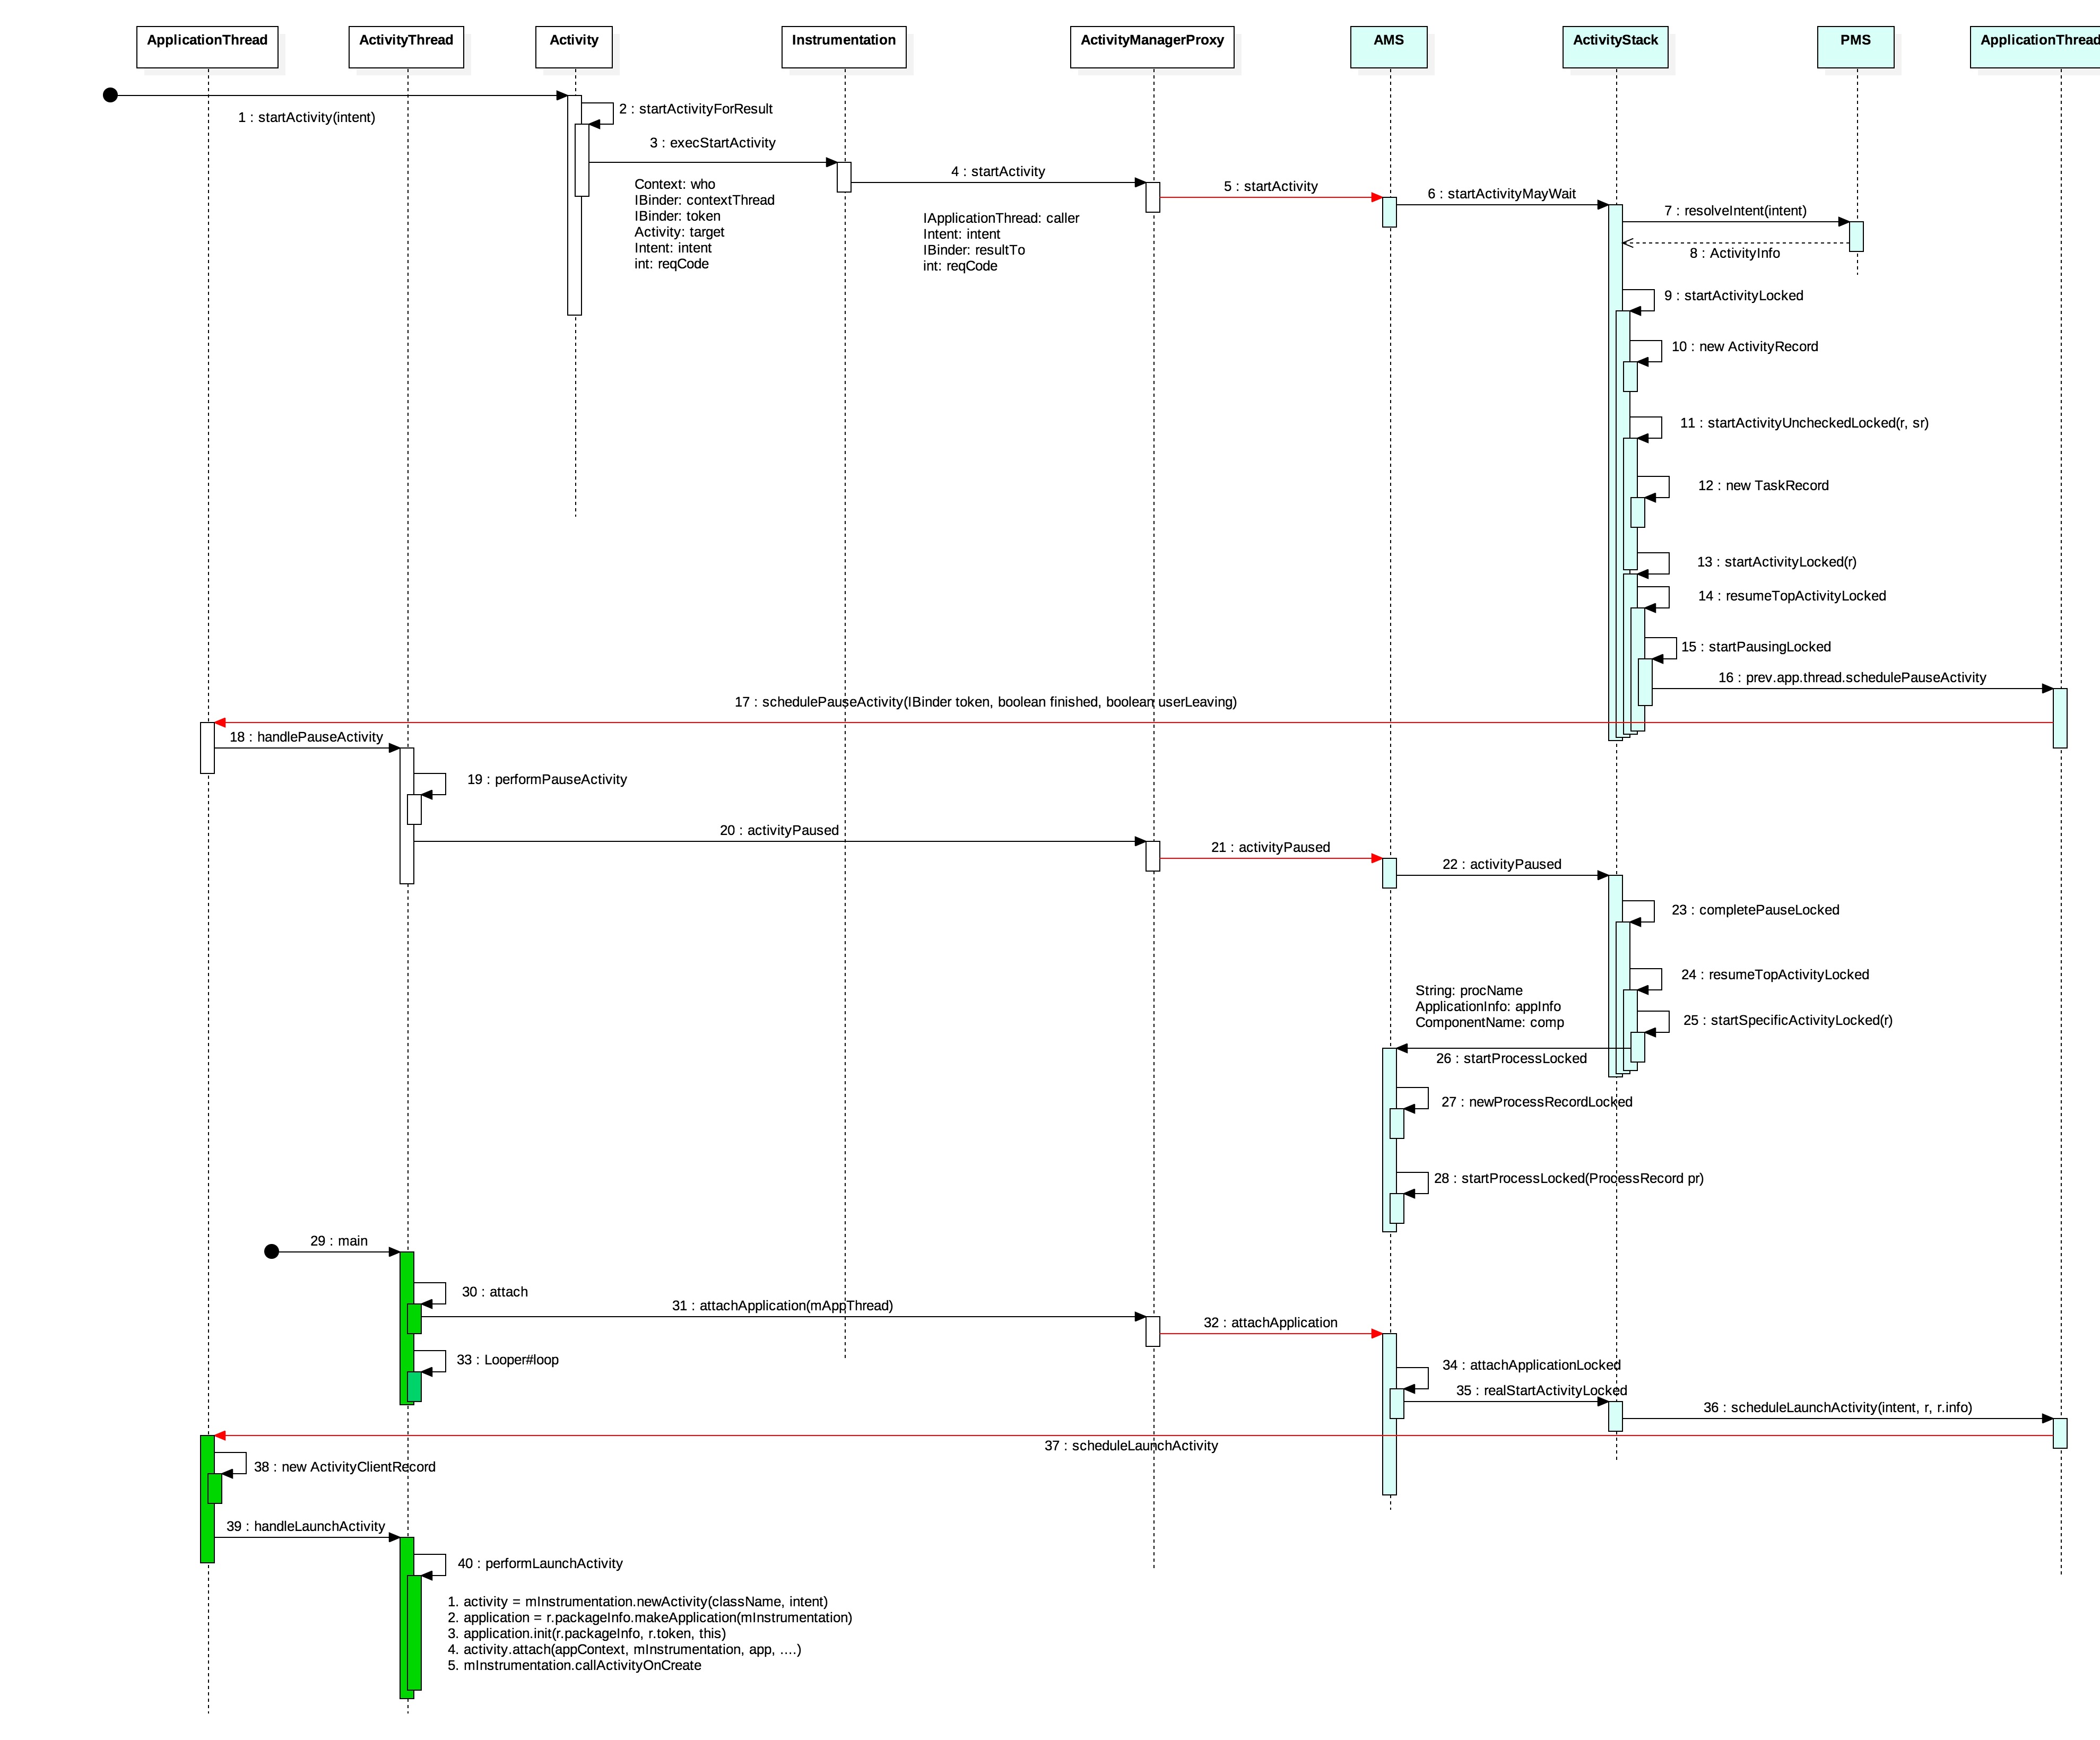 ApplicationThread
ActivityThread
Activity
Instrumentation
ActivityManagerProxy
AMS
ActivityStack
PMS
ApplicationThread
1 : startActivity(intent)
2 : startActivityForResult
3 : execStartActivity
Context: who
IBinder: contextThread
IBinder: token
Activity: target
Intent: intent
int: reqCode
4 : startActivity
IApplicationThread: caller
Intent: intent
IBinder: resultTo
int: reqCode
5 : startActivity
6 : startActivityMayWait
7 : resolveIntent(intent)
8 : ActivityInfo
9 : startActivityLocked
10 : new ActivityRecord
11 : startActivityUncheckedLocked(r, sr)
12 : new TaskRecord
13 : startActivityLocked(r)
14 : resumeTopActivityLocked
15 : startPausingLocked
16 : prev.app.thread.schedulePauseActivity
17 : schedulePauseActivity(IBinder token, boolean finished, boolean userLeaving)
18 : handlePauseActivity
19 : performPauseActivity
20 : activityPaused
21 : activityPaused
22 : activityPaused
23 : completePauseLocked
24 : resumeTopActivityLocked
String: procName
ApplicationInfo: appInfo
ComponentName: comp
25 : startSpecificActivityLocked(r)
26 : startProcessLocked
27 : newProcessRecordLocked
28 : startProcessLocked(ProcessRecord pr)
29 : main
30 : attach
31 : attachApplication(mAppThread)
32 : attachApplication
33 : Looper#loop
34 : attachApplicationLocked
35 : realStartActivityLocked
36 : scheduleLaunchActivity(intent, r, r.info)
37 : scheduleLaunchActivity
38 : new ActivityClientRecord
39 : handleLaunchActivity
40 : performLaunchActivity
1. activity = mInstrumentation.newActivity(className, intent)
2. application = r.packageInfo.makeApplication(mInstrumentation)
3. application.init(r.packageInfo, r.token, this)
4. activity.attach(appContext, mInstrumentation, app, ....)
5. mInstrumentation.callActivityOnCreate